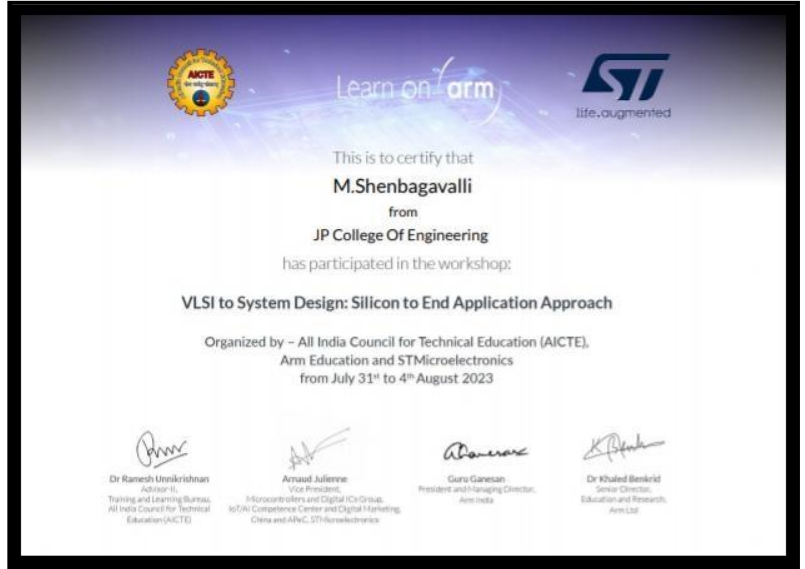 AICTE
Learn on arm
life.augmented
This is to certify that
M.Shenbagavalli
from
JP College Of Engineering
has participated in the workshop:
VLSI to System Design: Silicon to End Application Approach
Organized by – All India Council for Technical Education (AICTE),
Arm Education and STMicroelectronics
from July 31st to 4th August 2023
Dr Ramesh Unnikrishnan
Advisor-II,
Training and Learning Bureau,
All India Council for Technical
Education (AICTE)
Arnaud Julienne
Vice President,
Microcontrollers and Digital ICs Group,
IoT/AI Competence Center and Digital Marketing,
China and APeC, STMicroelectronics
Guru Ganesan
President and Managing Director,
Arm India
Dr Khaled Benkrid
Senior Director,
Education and Research,
Arm Ltd